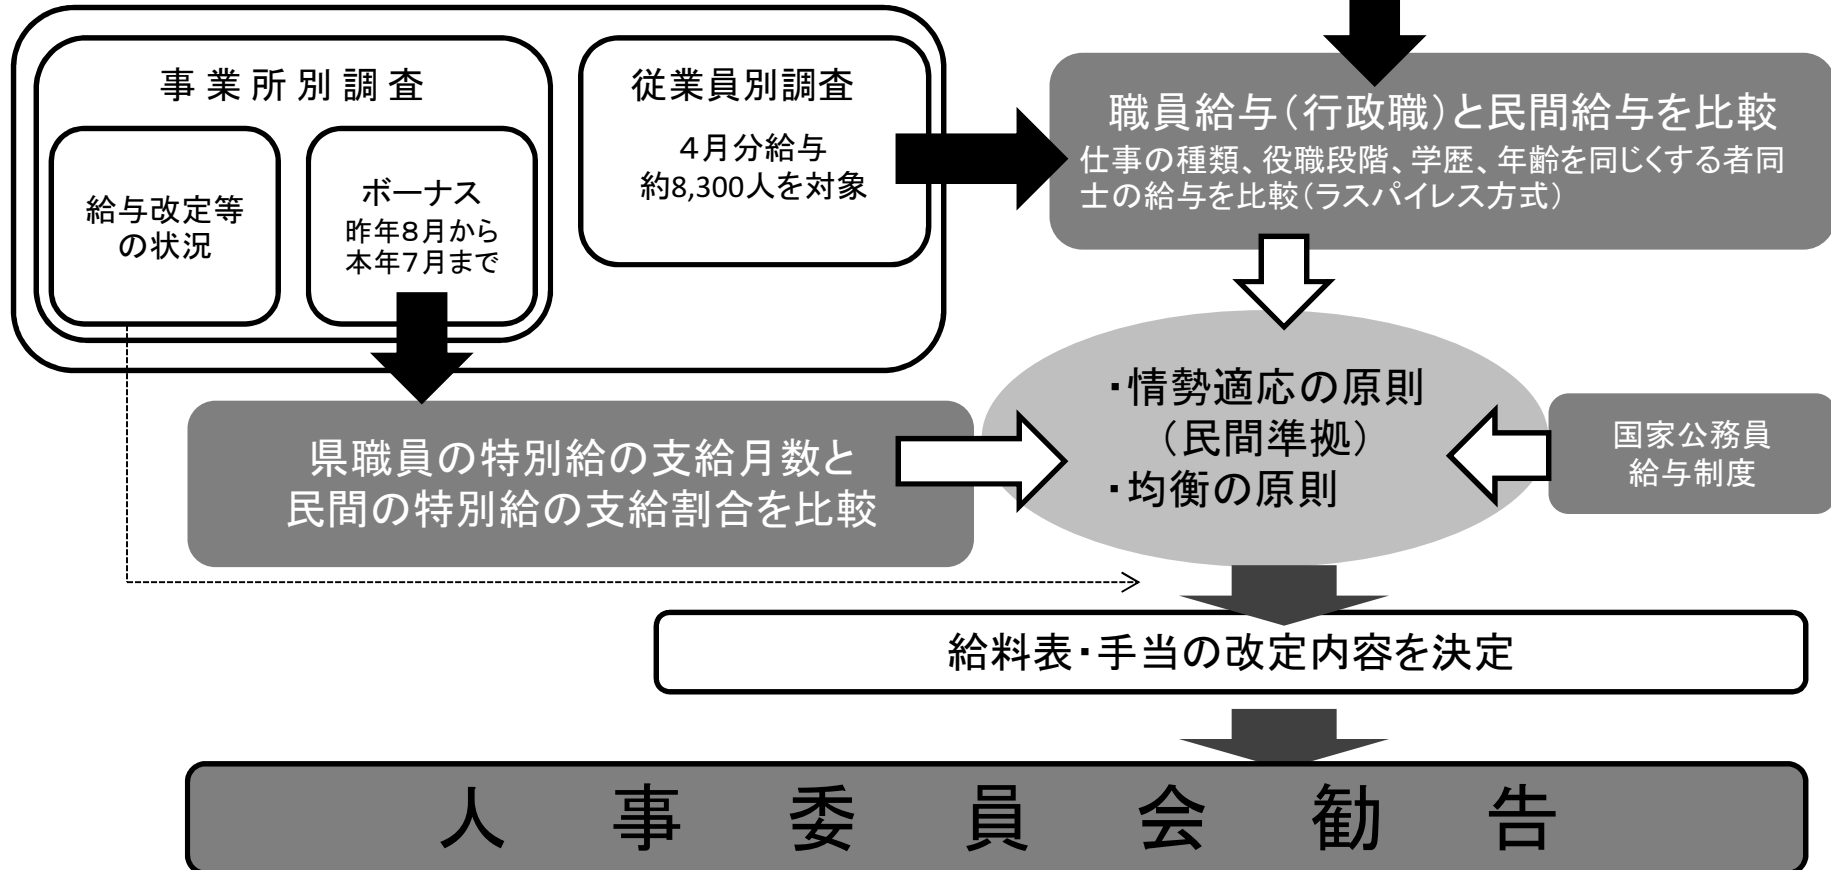 事業所別調査
給与改定等
の状況
ボーナス
昨年８月から
本年７月まで
従業員別調査
４月分給与
約8,300人を対象
職員給与（行政職）と民間給与を比較
仕事の種類、役職段階、学歴、年齢を同じくする者同
士の給与を比較（ラスパイレス方式）
県職員の特別給の支給月数と
民間の特別給の支給割合を比較
・情勢適応の原則
（民間準拠）
・均衡の原則
国家公務員
給与制度
給料表・手当の改定内容を決定
人事委員会勧告